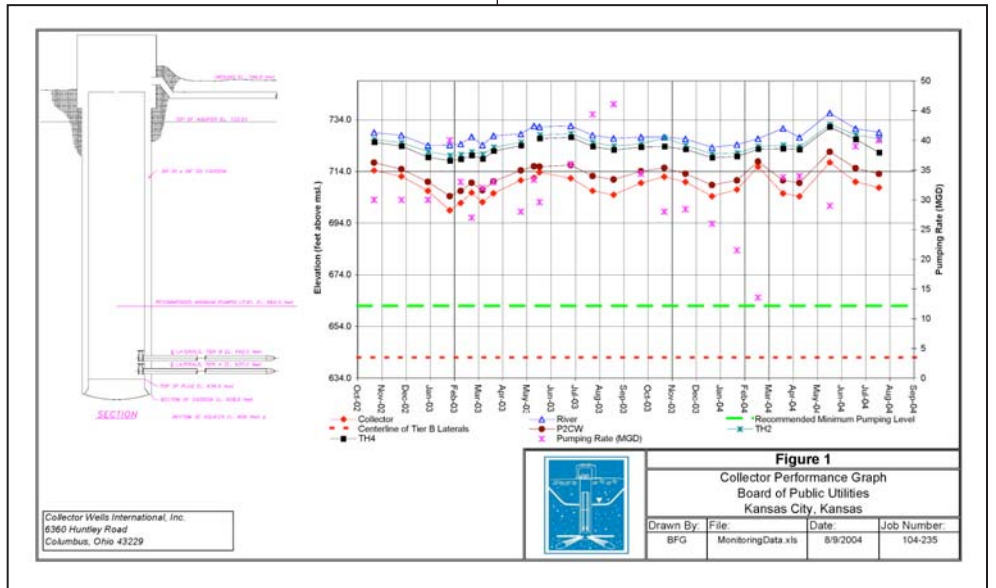 SECTION
Elevation (feet above msl.)
734.0
714.0
694.0
674.0
654.0
634.0
50
45
40
35
30
25
20
15
10
5
0
Pumping Rate (MGD)
Oct-02
Nov-02
Dec-02
Jan-03
Feb-03
Mar-03
Apr-03
May-03
Jun-03
Jul-03
Aug-03
Sep-03
Oct-03
Nov-03
Dec-03
Jan-04
Feb-04
Mar-04
Apr-04
May-04
Jun-04
Jul-04
Aug-04
Sep-04
Collector
River
Recommended Minimum Pumping Level
Centerline of Tier B Laterals
P2CW
TH2
TH4
Pumping Rate (MGD)
Figure 1
Collector Performance Graph
Board of Public Utilities
Kansas City, Kansas
Drawn By: File: Date: Job Number:
BFG MonitoringData.xls 8/9/2004 104-235
Collector Wells International, Inc.
6360 Huntley Road
Columbus, Ohio 43229